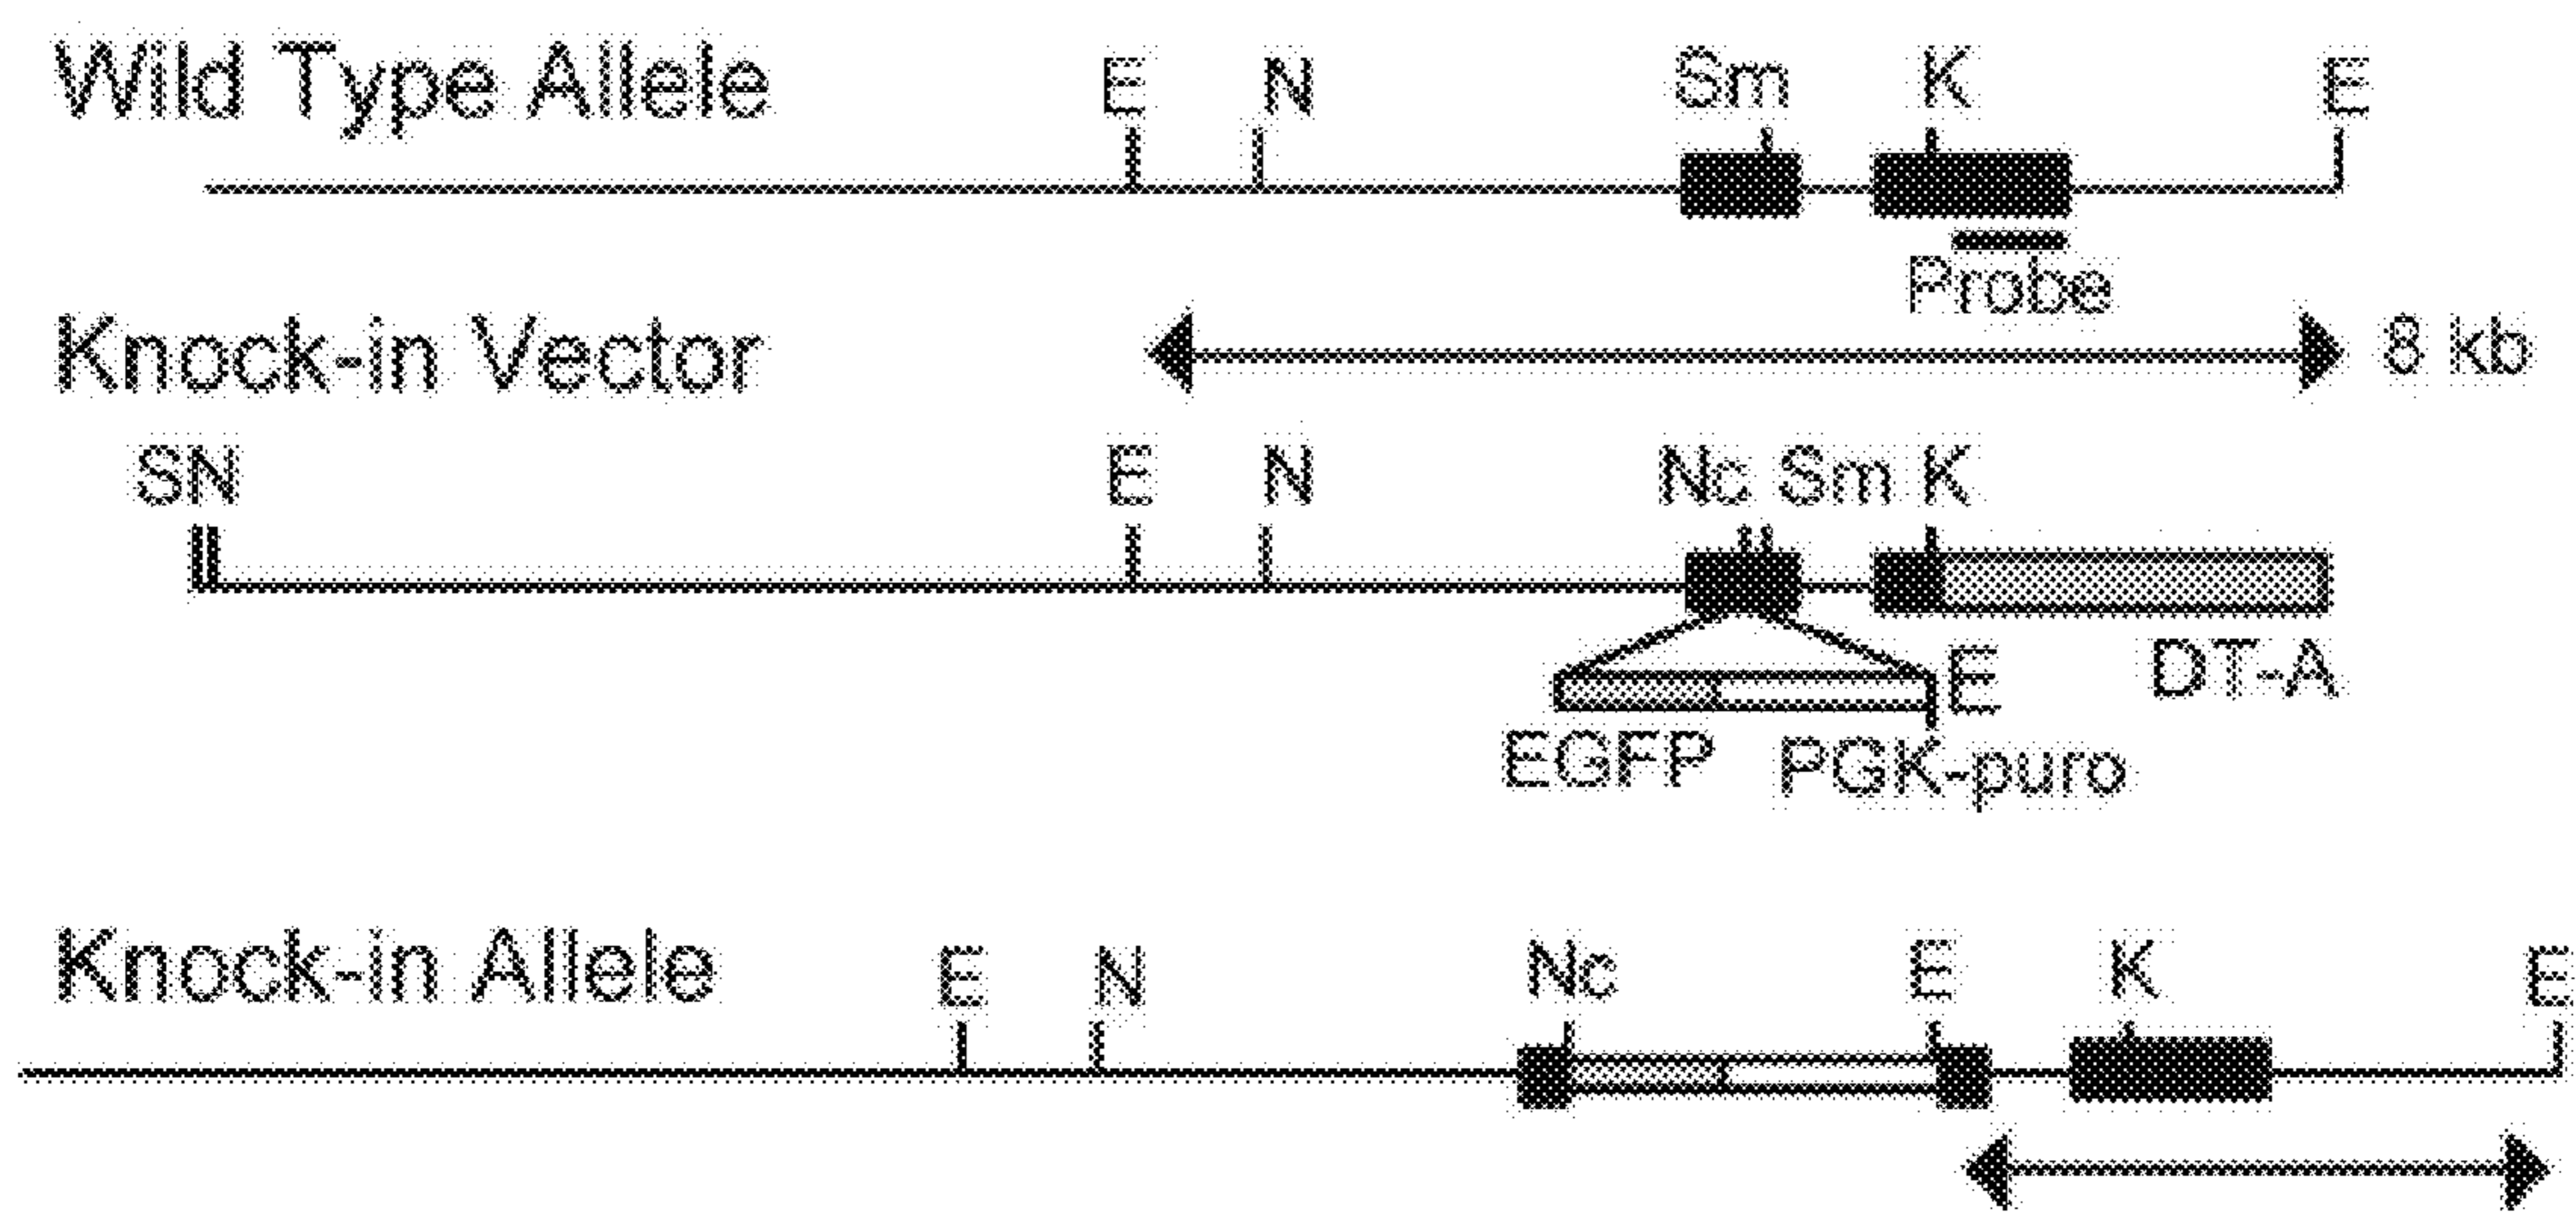 Wild Type Allele E N Sm K E
Probe
Knock-in Vector 8 kb
SN E N Nc Sm K
E DT-A
EGFP PGK-puro
Knock-in Allele E N Nc E K E